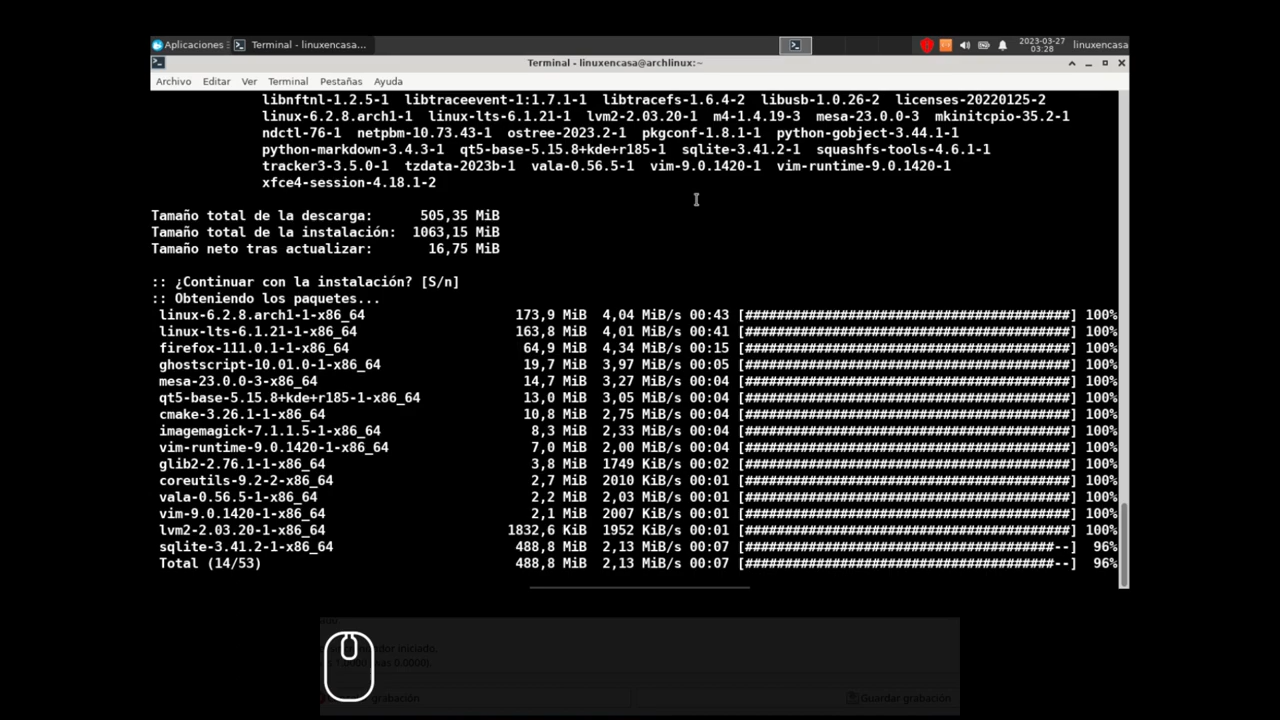 Aplicaciones
Terminal - linuxencasa...
2023-03-27
03:28
linuxencasa
Terminal - linuxencasa@archlinux:~
Archivo Editar Ver Terminal Pestañas Ayuda
libnftnl-1.2.5-1 libtraceevent-1:1.7.1-1 libtracefs-1.6.4-2 libusb-1.0.26-2 licenses-20220125-2
linux-6.2.8.arch1-1 linux-lts-6.1.21-1 lvm2-2.03.20-1 m4-1.4.19-3 mesa-23.0.0-3 mkinitcpio-35.2-1
ndctl-76-1 netpbm-10.73.43-1 ostree-2023.2-1 pkgconf-1.8.1-1 python-gobject-3.44.1-1
python-markdown-3.4.3-1 qt5-base-5.15.8+kde+r185-1 sqlite-3.41.2-1 squashfs-tools-4.6.1-1
tracker3-3.5.0-1 tzdata-2023b-1 vala-0.56.5-1 vim-9.0.1420-1 vim-runtime-9.0.1420-1
xfce4-session-4.18.1-2
Tamaño total de la descarga: 505,35 MiB
Tamaño total de la instalación: 1063,15 MiB
Tamaño neto tras actualizar: 16,75 MiB
:: ¿Continuar con la instalación? [S/n]
:: Obteniendo los paquetes...
linux-6.2.8.arch1-1-x86_64 173,9 MiB 4,04 MiB/s 00:43 [#########################################] 100%
linux-lts-6.1.21-1-x86_64 163,8 MiB 4,01 MiB/s 00:41 [#########################################] 100%
firefox-111.0.1-1-x86_64 64,9 MiB 4,34 MiB/s 00:15 [#########################################] 100%
ghostscript-10.01.0-1-x86_64 19,7 MiB 3,97 MiB/s 00:05 [#########################################] 100%
mesa-23.0.0-3-x86_64 14,7 MiB 3,27 MiB/s 00:04 [#########################################] 100%
qt5-base-5.15.8+kde+r185-1-x86_64 13,0 MiB 3,05 MiB/s 00:04 [#########################################] 100%
cmake-3.26.1-1-x86_64 10,8 MiB 2,75 MiB/s 00:04 [#########################################] 100%
imagemagick-7.1.1.5-1-x86_64 8,3 MiB 2,33 MiB/s 00:04 [#########################################] 100%
vim-runtime-9.0.1420-1-x86_64 7,0 MiB 2,00 MiB/s 00:04 [#########################################] 100%
glib2-2.76.1-1-x86_64 3,8 MiB 1749 KiB/s 00:02 [#########################################] 100%
coreutils-9.2-2-x86_64 2,7 MiB 2010 KiB/s 00:01 [#########################################] 100%
vala-0.56.5-1-x86_64 2,2 MiB 2,03 MiB/s 00:01 [#########################################] 100%
vim-9.0.1420-1-x86_64 2,1 MiB 2007 KiB/s 00:01 [#########################################] 100%
lvm2-2.03.20-1-x86_64 1832,6 KiB 1952 KiB/s 00:01 [#########################################] 100%
sqlite-3.41.2-1-x86_64 488,8 MiB 2,13 MiB/s 00:07 [#######################################--] 96%
Total (14/53) 488,8 MiB 2,13 MiB/s 00:07 [#######################################--] 96%
iniciado.
grabación
Guardar grabación